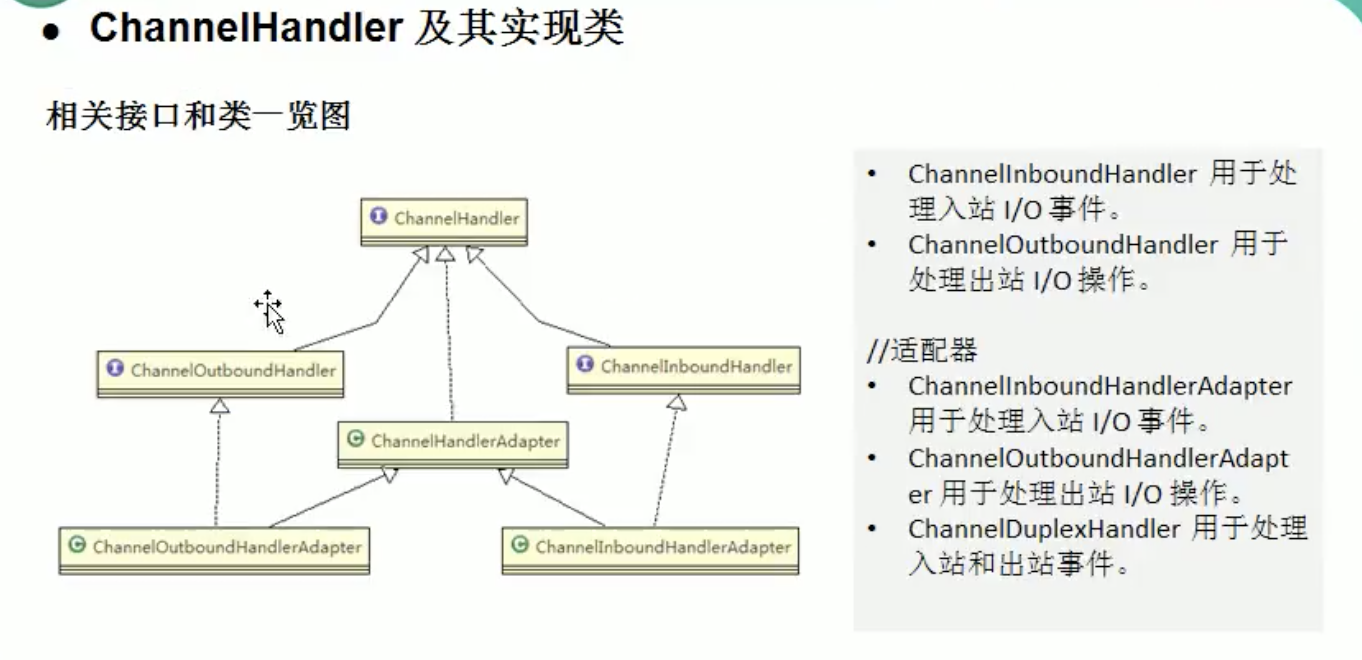 • ChannelHandler 及其实现类
相关接口和类一览图
I ChannelHandler
I ChannelOutboundHandler
I ChannelInboundHandler
C ChannelHandlerAdapter
C ChannelOutboundHandlerAdapter
C ChannelInboundHandlerAdapter
• ChannelInboundHandler 用于处
理入站 I/O 事件。
• ChannelOutboundHandler 用于
处理出站 I/O 操作。
//适配器
• ChannelInboundHandlerAdapter
用于处理入站 I/O 事件。
• ChannelOutboundHandlerAdapt
er 用于处理出站 I/O 操作。
• ChannelDuplexHandler 用于处理
入站和出站事件。